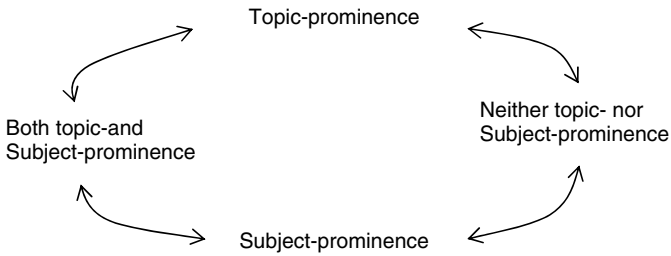 Topic-prominence
Both topic-and
Subject-prominence
Neither topic- nor
Subject-prominence
Subject-prominence